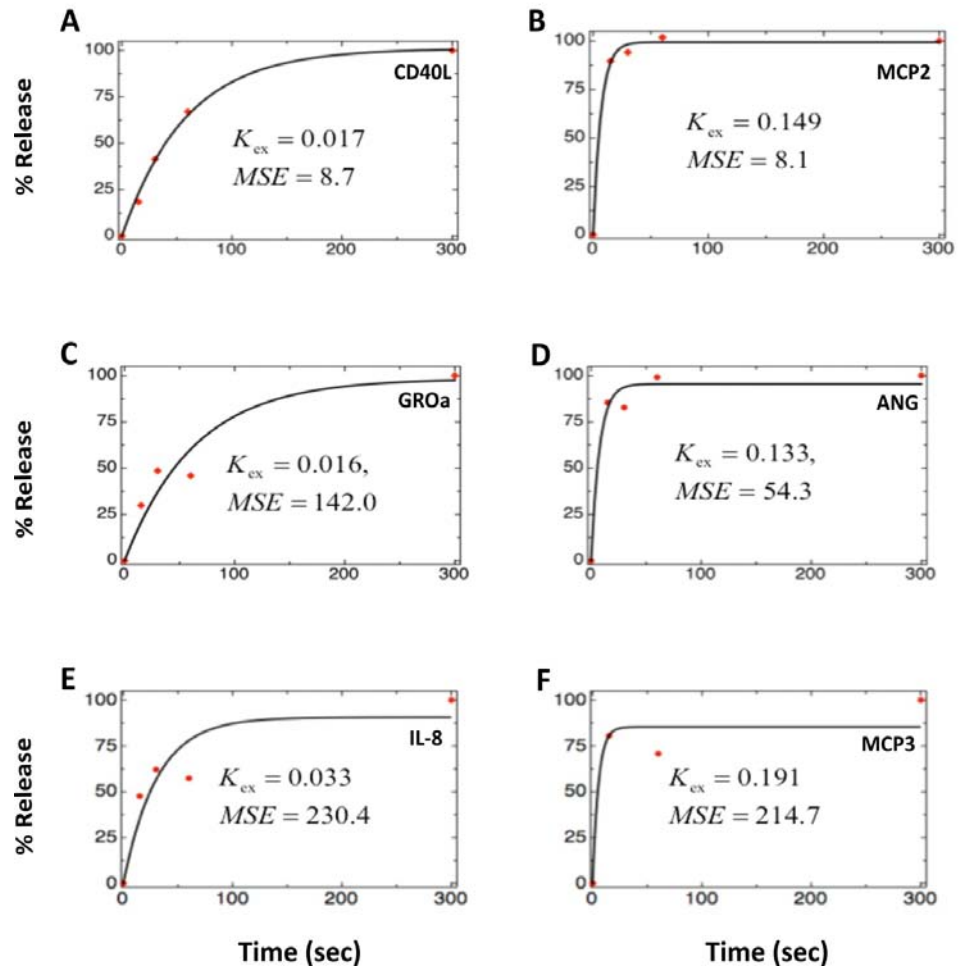 A
100
75
50
25
0
0
100
200
300
CD40L
K_ex = 0.017
MSE = 8.7
% Release
B
100
75
50
25
0
0
100
200
300
MCP2
K_ex = 0.149
MSE = 8.1
C
100
75
50
25
0
0
100
200
300
GROa
K_ex = 0.016,
MSE = 142.0
% Release
D
100
75
50
25
0
0
100
200
300
ANG
K_ex = 0.133,
MSE = 54.3
E
100
75
50
25
0
0
100
200
300
IL-8
K_ex = 0.033
MSE = 230.4
% Release
Time (sec)
F
100
75
50
25
0
0
100
200
300
MCP3
K_ex = 0.191
MSE = 214.7
Time (sec)